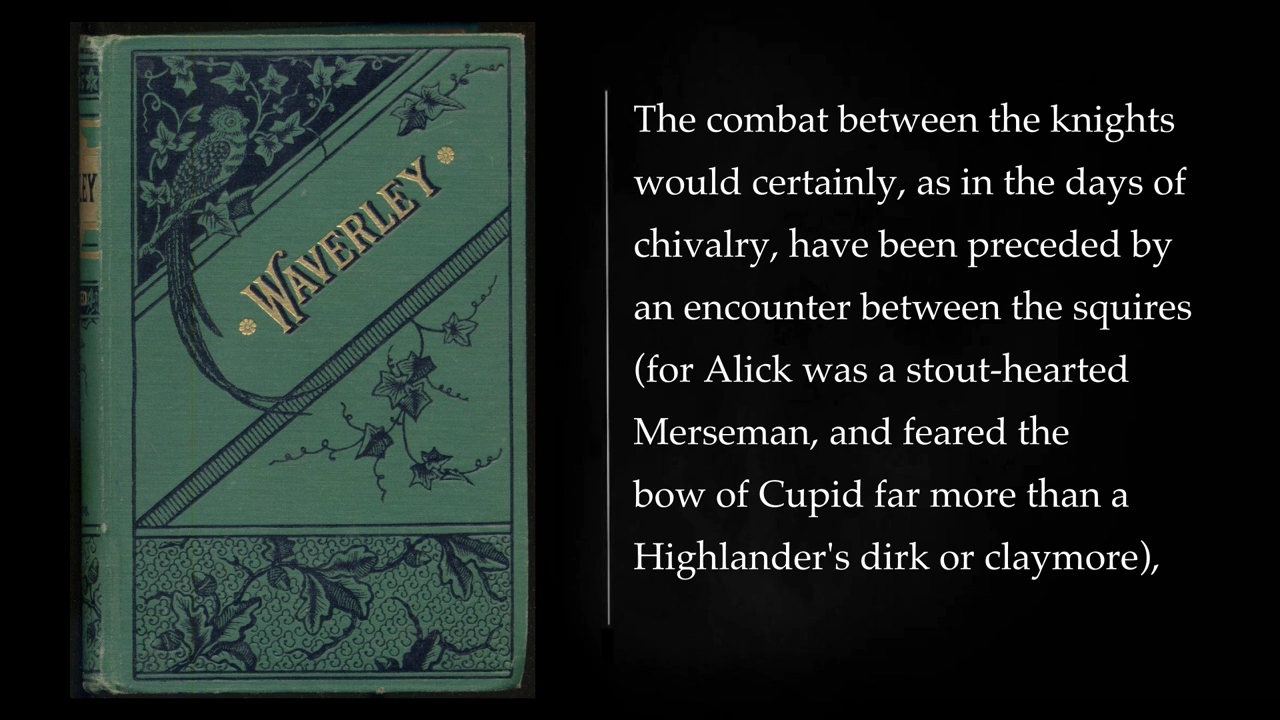 WAVERLEY
EY
The combat between the knights
would certainly, as in the days of
chivalry, have been preceded by
an encounter between the squires
(for Alick was a stout-hearted
Merseman, and feared the
bow of Cupid far more than a
Highlander's dirk or claymore),